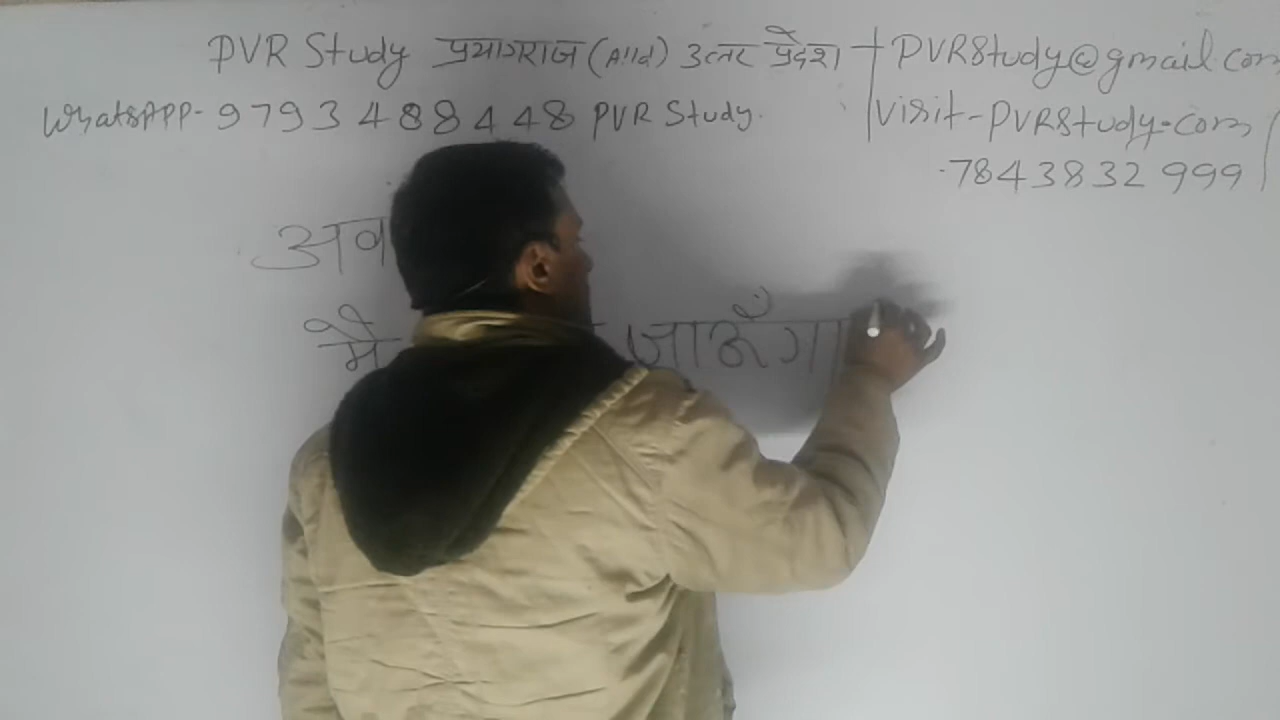 PVR Study प्रयागराज (Alld) उत्तर प्रदेश
WhatsAPP- 9793488448 PVR Study.
PVRStudy@gmail.com
visit-PVRStudy.com
7843832999
अव
मै जाऊँगा